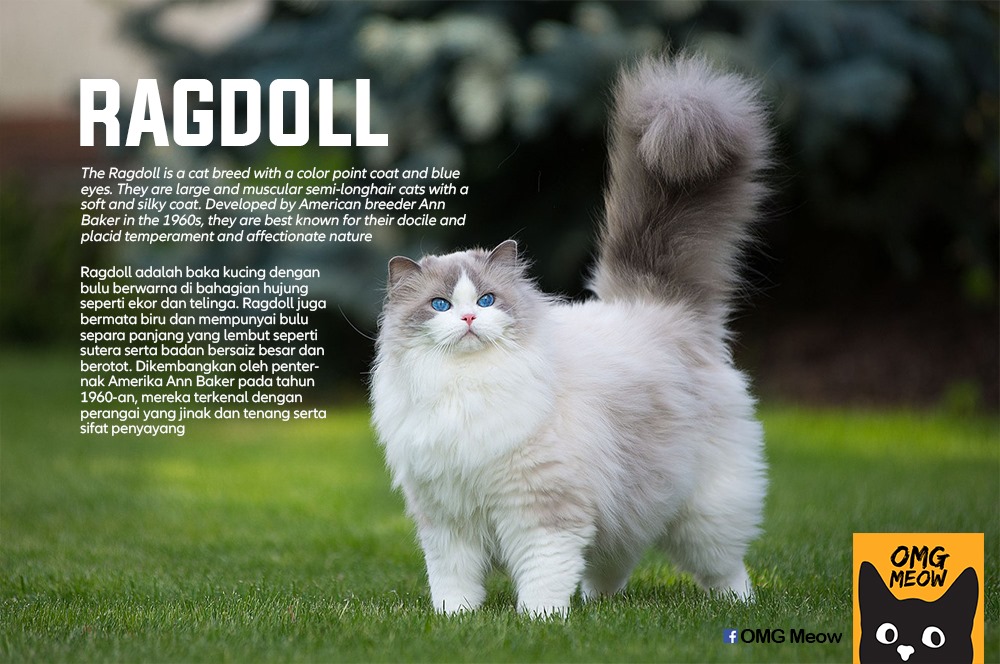 RAGDOLL
The Ragdoll is a cat breed with a color point coat and blue
eyes. They are large and muscular semi-longhair cats with a
soft and silky coat. Developed by American breeder Ann
Baker in the 1960s, they are best known for their docile and
placid temperament and affectionate nature
Ragdoll adalah baka kucing dengan
bulu berwarna di bahagian hujung
seperti ekor dan telinga. Ragdoll juga
bermata biru dan mempunyai bulu
separa panjang yang lembut seperti
sutera serta badan bersaiz besar dan
berotot. Dikembangkan oleh penter-
nak Amerika Ann Baker pada tahun
1960-an, mereka terkenal dengan
perangai yang jinak dan tenang serta
sifat penyayang
OMG
MEOW
f OMG Meow